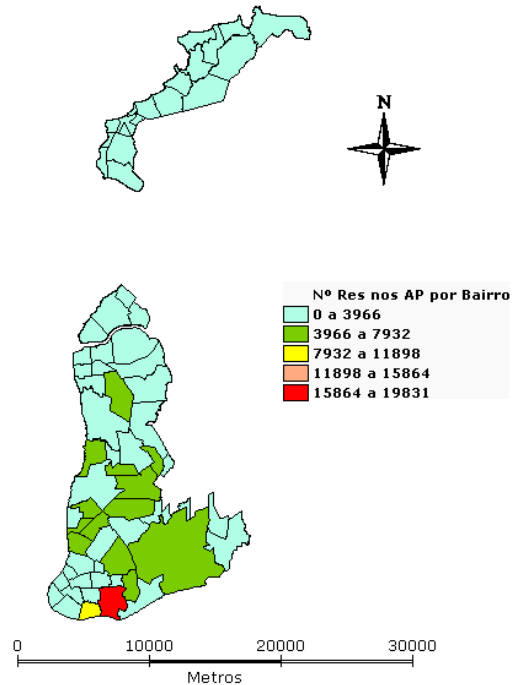 N
Nº Res nos AP por Bairro
0 a 3966
3966 a 7932
7932 a 11898
11898 a 15864
15864 a 19831
0 10000 20000 30000
Metros